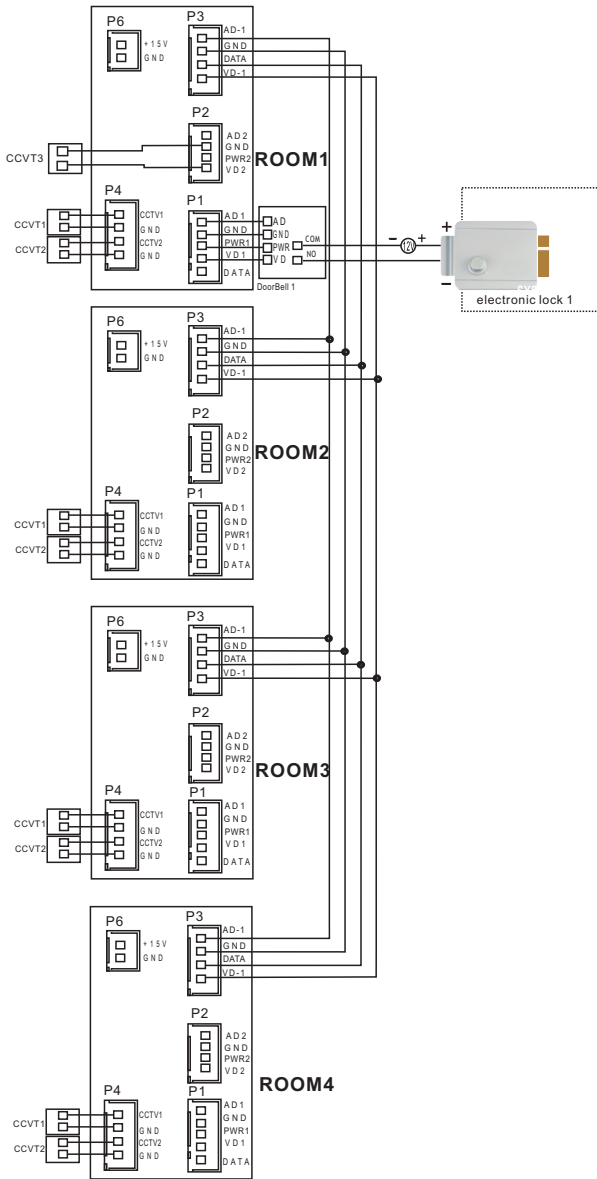 P6
+15V
GND
P3
AD-1
GND
DATA
VD-1
P2
AD2
GND
PWR2
VD2
ROOM1
CCVT3
P4
CCTV1
GND
CCTV2
GND
CCVT1
CCVT2
P1
AD1
GND
PWR1
VD1
DATA
AD
GND
PWR
VD
COM
NO
DoorBell 1
− 12V +
+
−
electronic lock 1
P6
+15V
GND
P3
AD-1
GND
DATA
VD-1
P2
AD2
GND
PWR2
VD2
ROOM2
P4
CCTV1
GND
CCTV2
GND
CCVT1
CCVT2
P1
AD1
GND
PWR1
VD1
DATA
P6
+15V
GND
P3
AD-1
GND
DATA
VD-1
P2
AD2
GND
PWR2
VD2
ROOM3
P4
CCTV1
GND
CCTV2
GND
CCVT1
CCVT2
P1
AD1
GND
PWR1
VD1
DATA
P6
+15V
GND
P3
AD-1
GND
DATA
VD-1
P2
AD2
GND
PWR2
VD2
ROOM4
P4
CCTV1
GND
CCTV2
GND
CCVT1
CCVT2
P1
AD1
GND
PWR1
VD1
DATA